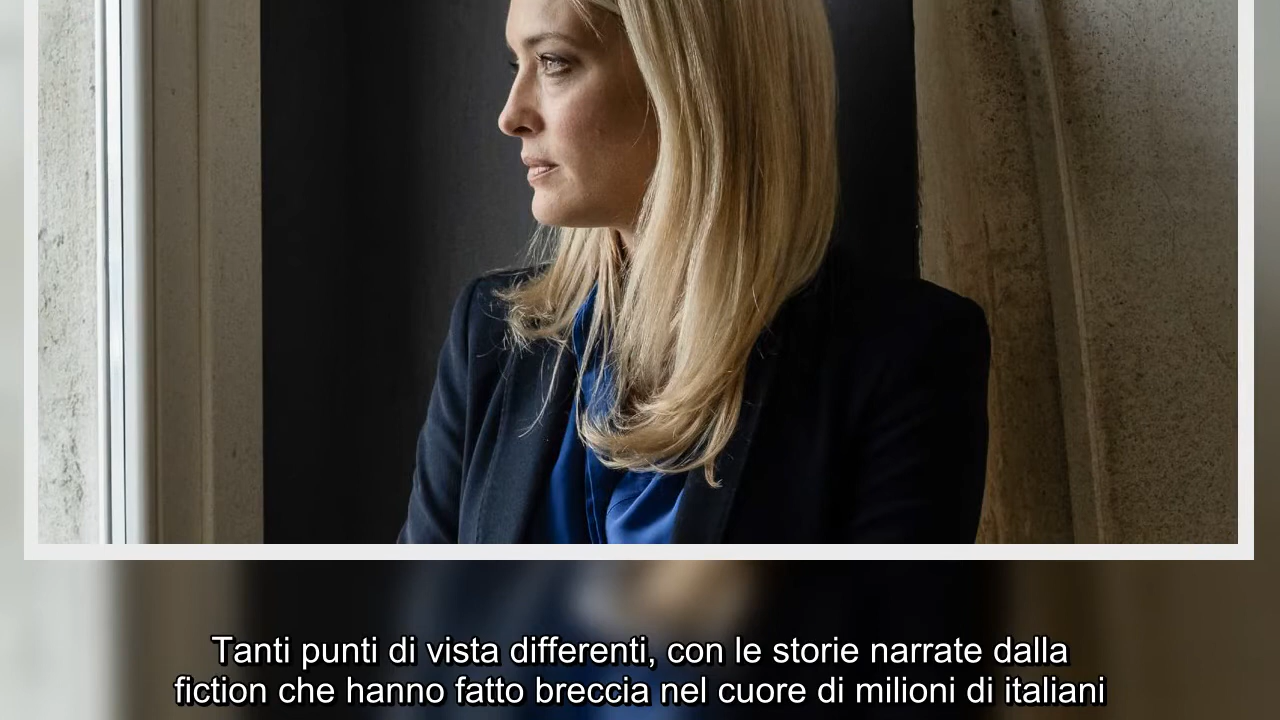 Tanti punti di vista differenti, con le storie narrate dalla
fiction che hanno fatto breccia nel cuore di milioni di italiani